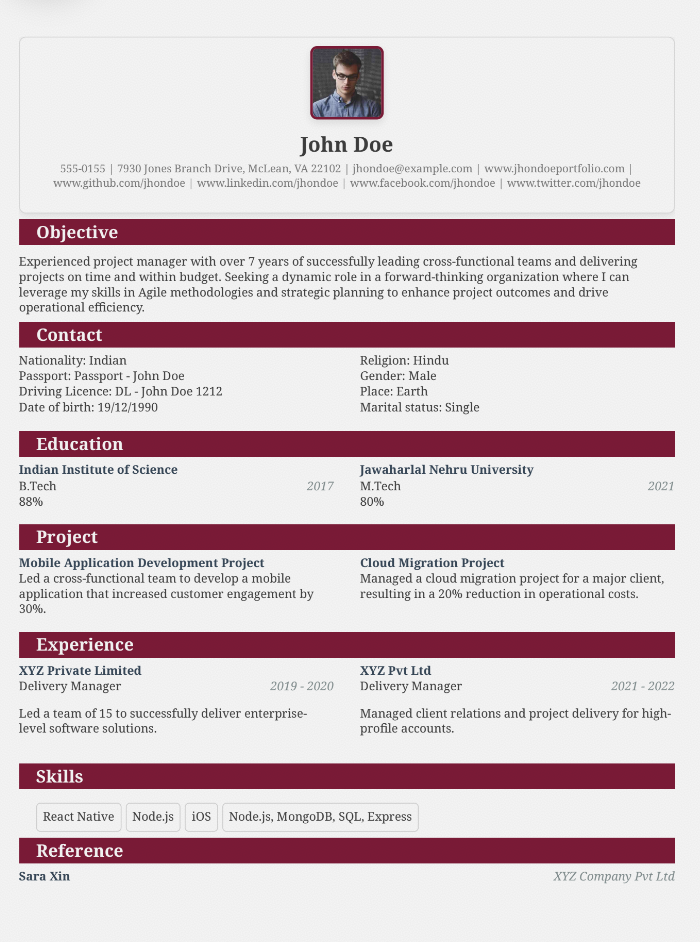 John Doe
555-0155 | 7930 Jones Branch Drive, McLean, VA 22102 | jhondoe@example.com | www.jhondoeportfolio.com |
www.github.com/jhondoe | www.linkedin.com/jhondoe | www.facebook.com/jhondoe | www.twitter.com/jhondoe
Objective
Experienced project manager with over 7 years of successfully leading cross-functional teams and delivering
projects on time and within budget. Seeking a dynamic role in a forward-thinking organization where I can
leverage my skills in Agile methodologies and strategic planning to enhance project outcomes and drive
operational efficiency.
Contact
Nationality: Indian
Passport: Passport - John Doe
Driving Licence: DL - John Doe 1212
Date of birth: 19/12/1990
Religion: Hindu
Gender: Male
Place: Earth
Marital status: Single
Education
Indian Institute of Science
B.Tech 2017
88%
Jawaharlal Nehru University
M.Tech 2021
80%
Project
Mobile Application Development Project
Led a cross-functional team to develop a mobile
application that increased customer engagement by
30%.
Cloud Migration Project
Managed a cloud migration project for a major client,
resulting in a 20% reduction in operational costs.
Experience
XYZ Private Limited
Delivery Manager 2019 - 2020
Led a team of 15 to successfully deliver enterprise-
level software solutions.
XYZ Pvt Ltd
Delivery Manager 2021 - 2022
Managed client relations and project delivery for high-
profile accounts.
Skills
React Native Node.js iOS Node.js, MongoDB, SQL, Express
Reference
Sara Xin XYZ Company Pvt Ltd